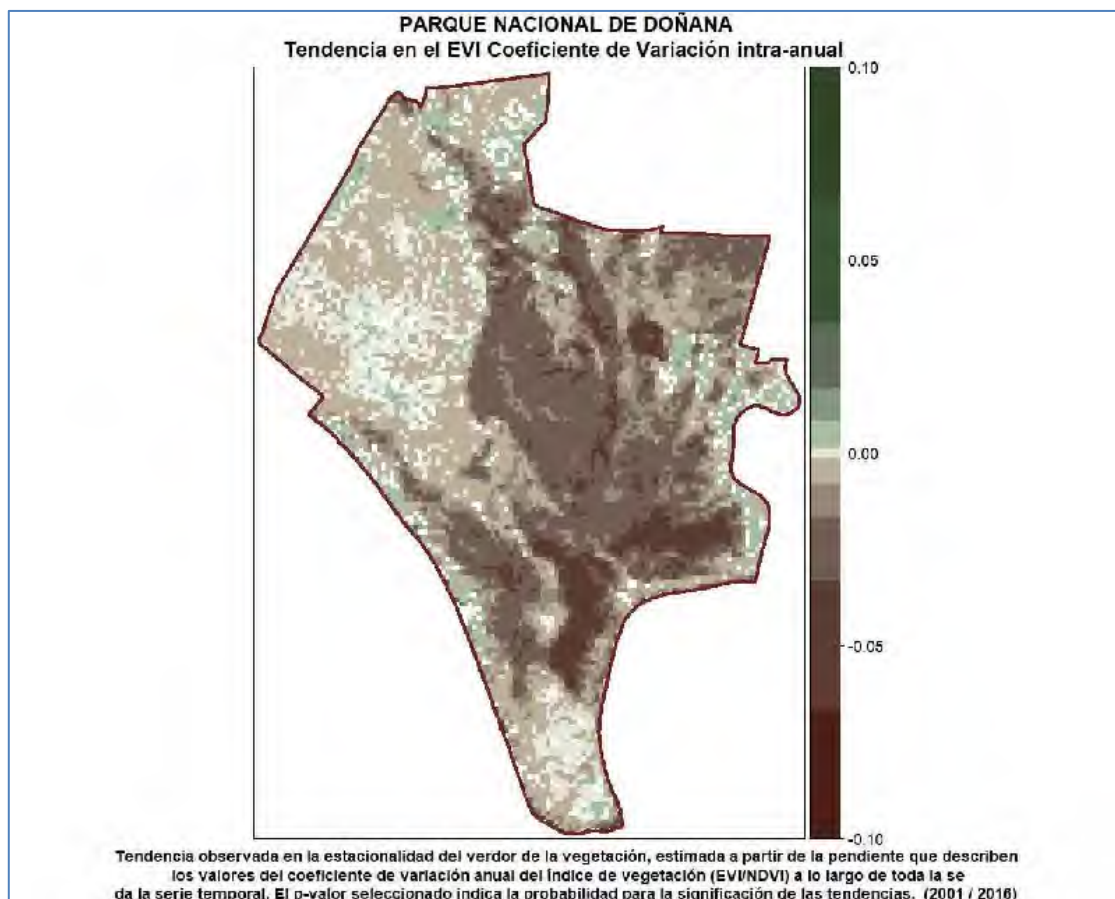 PARQUE NACIONAL DE DOÑANA
Tendencia en el EVI Coeficiente de Variación intra-anual
0.10
0.05
0.00
-0.05
-0.10
Tendencia observada en la estacionalidad del verdor de la vegetación, estimada a partir de la pendiente que describen
los valores del coeficiente de variación anual del índice de vegetación (EVI/NDVI) a lo largo de toda la se
da la serie temporal. El p-valor seleccionado indica la probabilidad para la significación de las tendencias. (2001 / 2016)